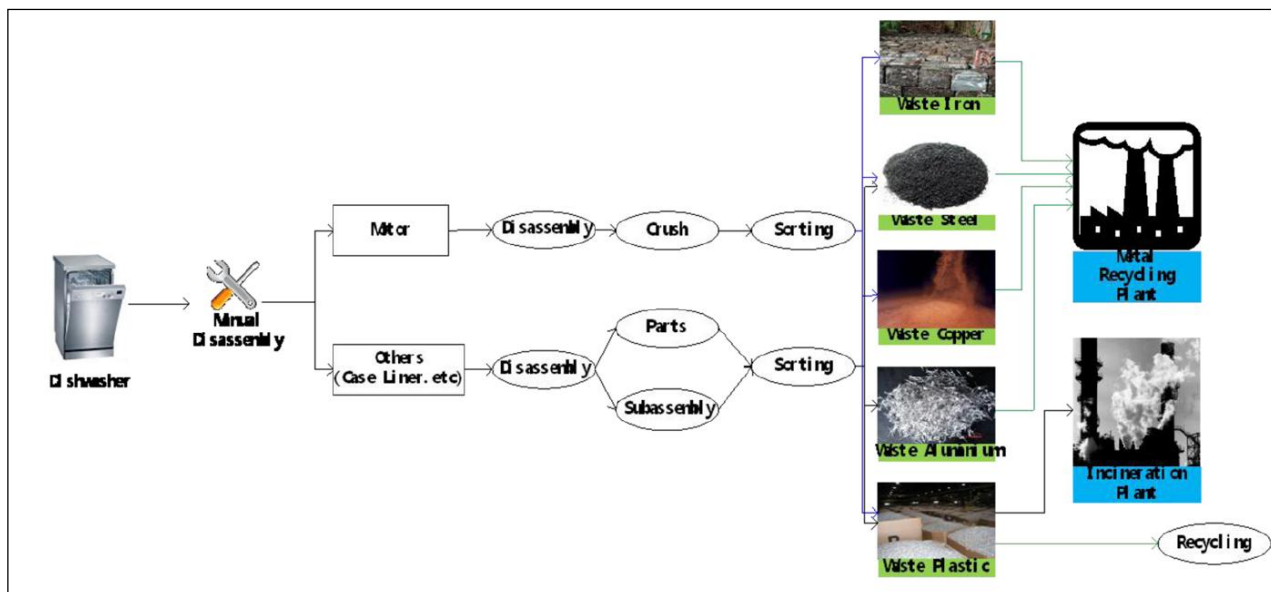 Dishwasher
Manual
Disassembly
Motor
Disassembly
Crush
Sorting
Others
(Case Liner. etc)
Disassembly
Parts
Subassembly
Sorting
Waste Iron
Waste Steel
Waste Copper
Waste Aluminium
Waste Plastic
Metal
Recycling
Plant
Incineration
Plant
Recycling